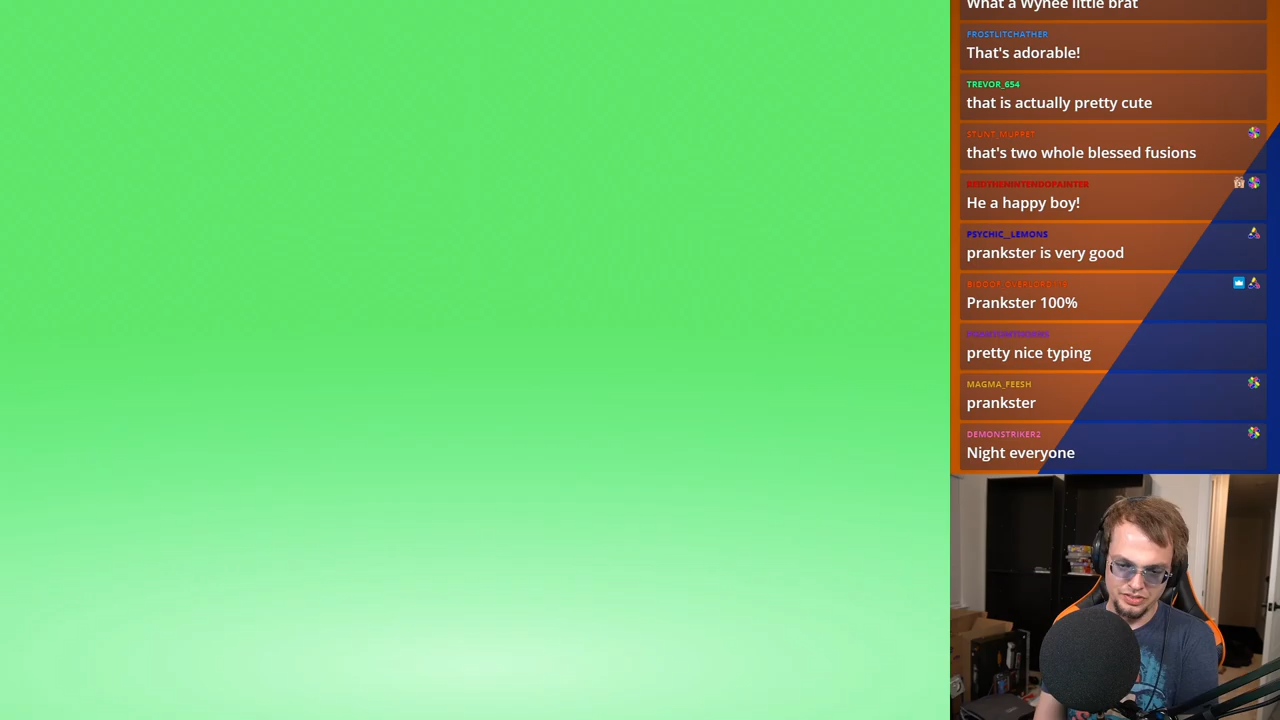 What a Wynee little brat
FROSTLITCHATHER
That's adorable!
TREVOR_654
that is actually pretty cute
STUNT_MUPPET
that's two whole blessed fusions
He a happy boy!
PSYCHIC__LEMONS
prankster is very good
Prankster 100%
pretty nice typing
MAGMA_FEESH
prankster
DEMONSTRIKER2
Night everyone